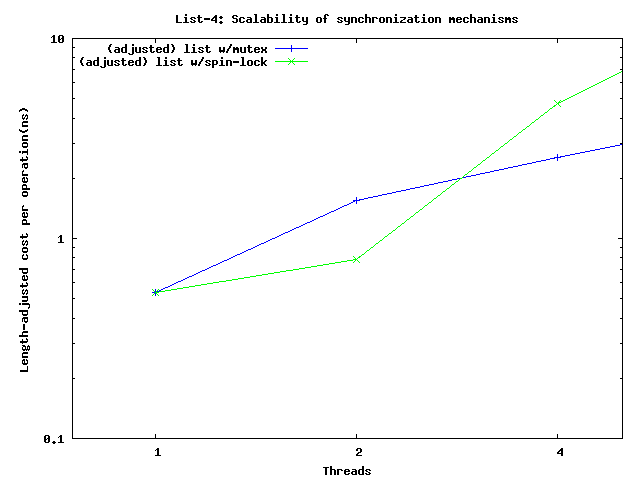 List-4: Scalability of synchronization mechanisms
(adjusted) list w/mutex
(adjusted) list w/spin-lock
Length-adjusted cost per operation(ns)
10
1
0.1
1 2 4
Threads